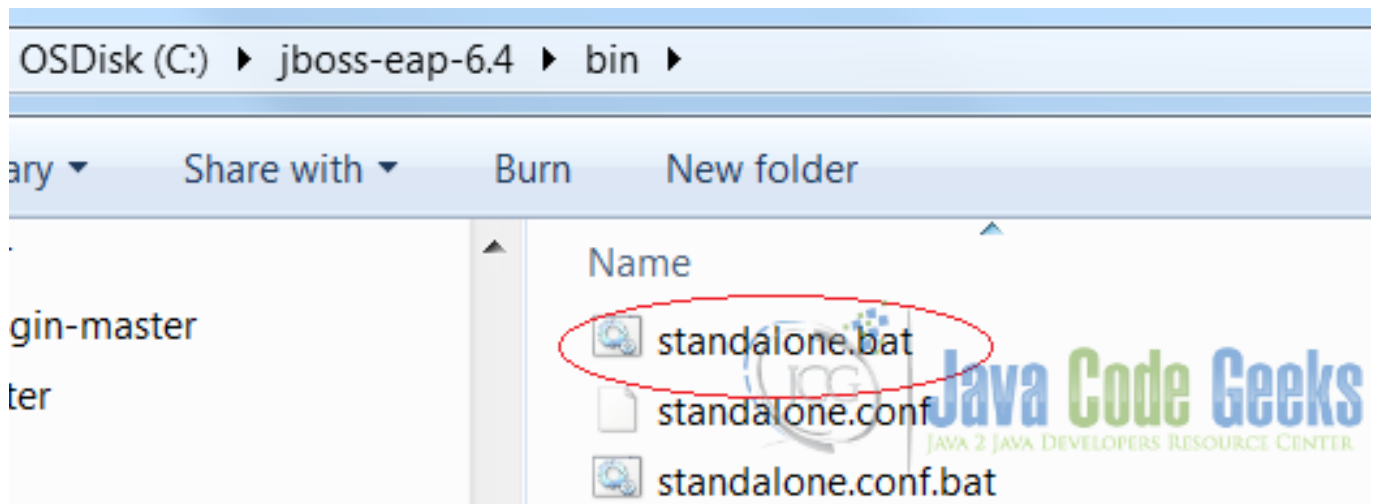 OSDisk (C:) jboss-eap-6.4 bin
ary Share with Burn New folder
Name
gin-master
standalone.bat
ter
standalone.conf
standalone.conf.bat
JCG
Java Code Geeks
JAVA 2 JAVA DEVELOPERS RESOURCE CENTER